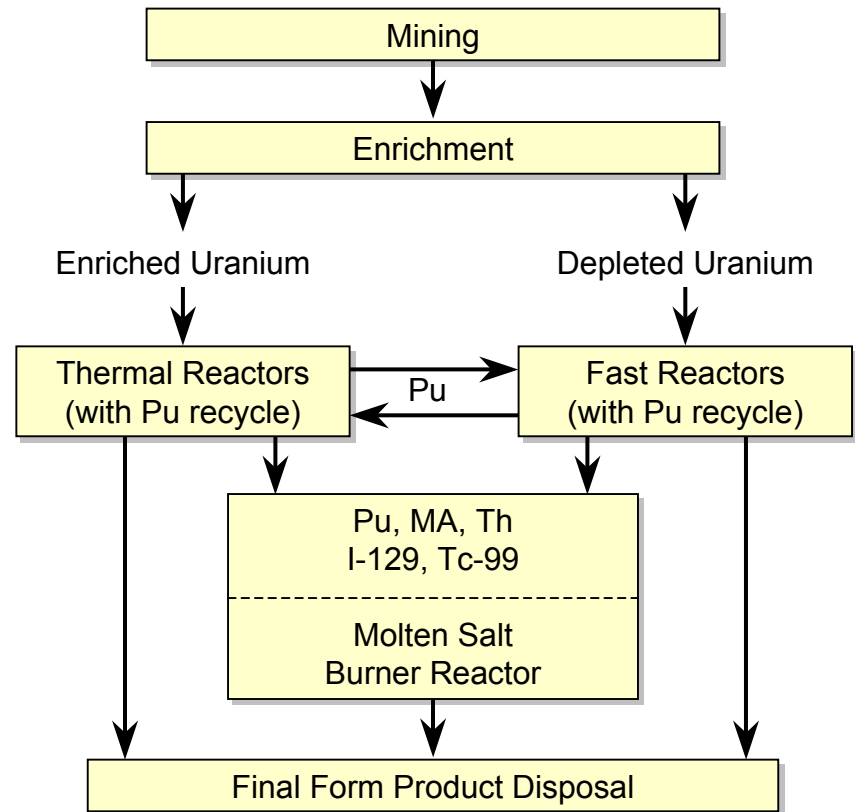 Mining
Enrichment
Enriched Uranium
Depleted Uranium
Thermal Reactors
(with Pu recycle)
Pu
Fast Reactors
(with Pu recycle)
Pu, MA, Th
I-129, Tc-99
Molten Salt
Burner Reactor
Final Form Product Disposal